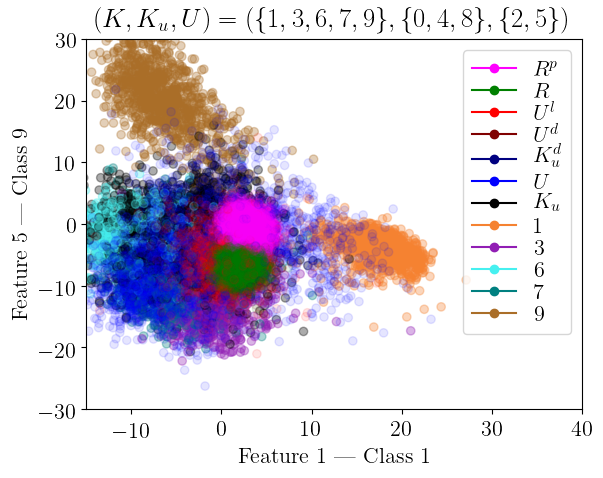 (K, K_u, U) = ({1, 3, 6, 7, 9}, {0, 4, 8}, {2, 5})
30
20
10
0
−10
−20
−30
Feature 5 — Class 9
R^p
R
U^l
U^d
K_u^d
U
K_u
1
3
6
7
9
−10
0
10
20
30
40
Feature 1 — Class 1